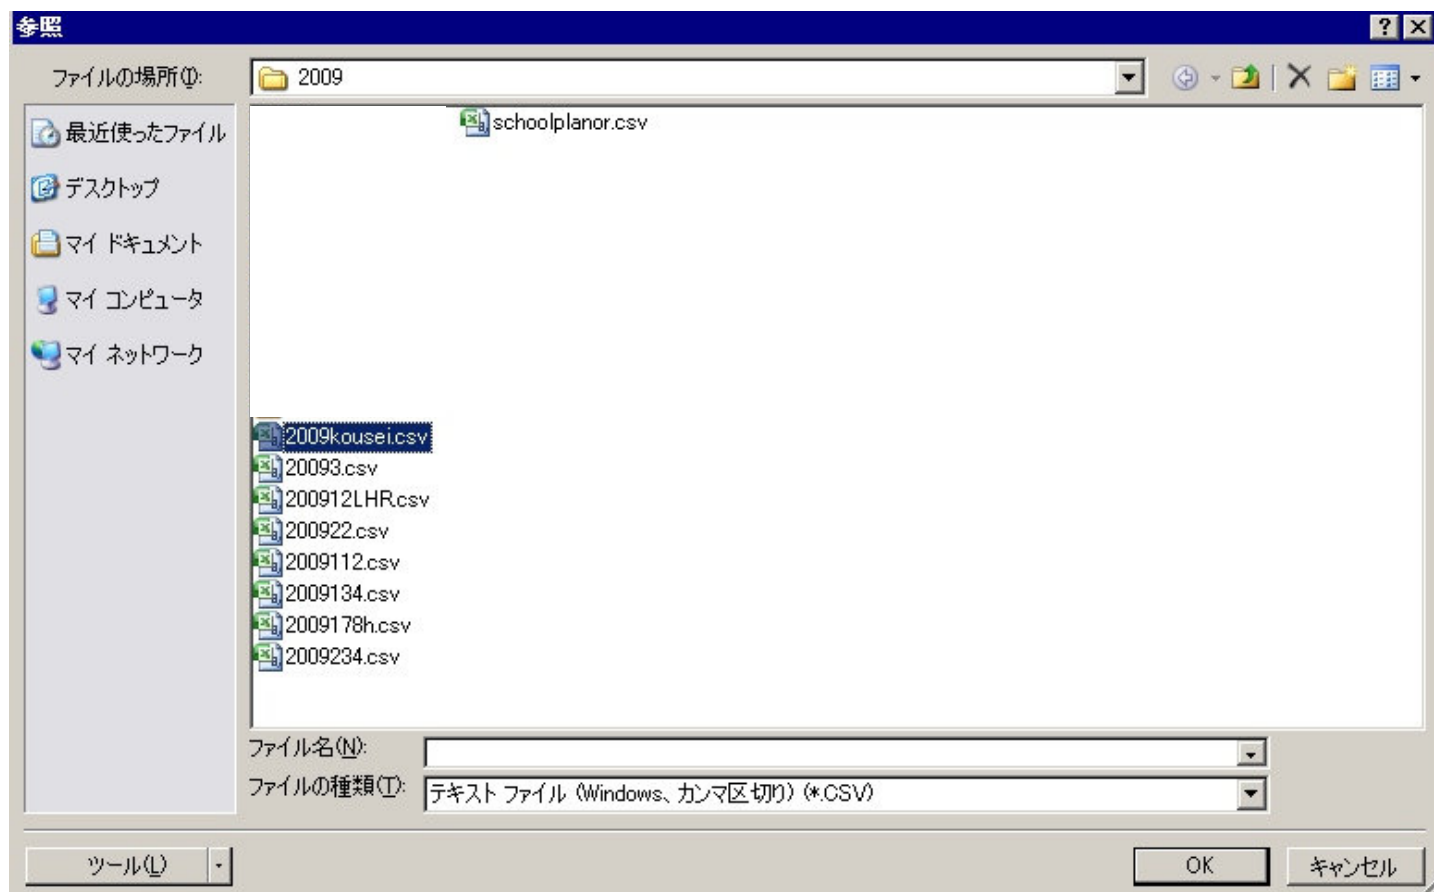 参照
ファイルの場所(I):
2009
最近使ったファイル
デスクトップ
マイ ドキュメント
マイ コンピュータ
マイ ネットワーク
schoolplanor.csv
2009kousei.csv
20093.csv
200912LHR.csv
200922.csv
2009112.csv
2009134.csv
2009178h.csv
2009234.csv
ファイル名(N):
ファイルの種類(T):
テキスト ファイル (Windows、カンマ区切り) (*.CSV)
ツール(L)
OK
キャンセル